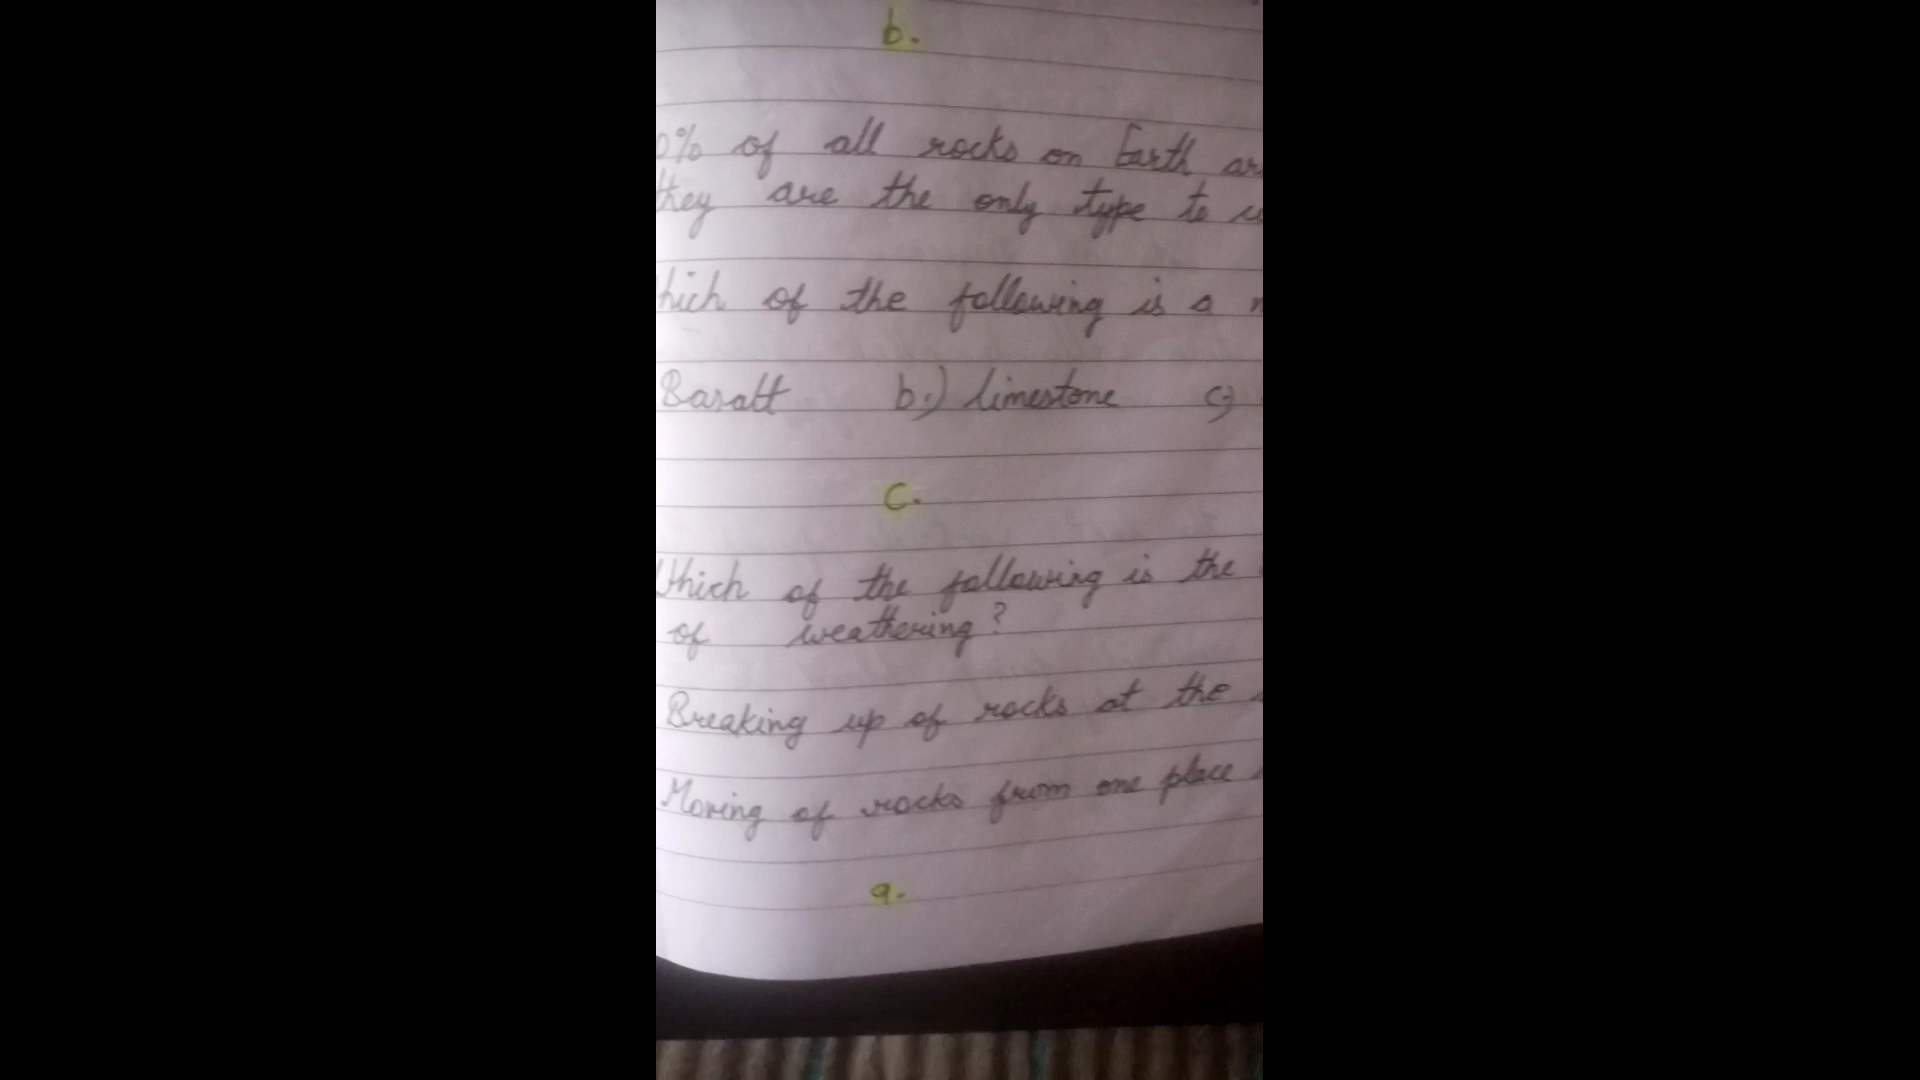 b.
0% of all rocks on Earth ar
they are the only type to
hich of the following is a
Basalt b.) limestone c)
c.
Which of the following is the
of weathering?
Breaking up of rocks at the
Moving of rocks from one place
a.